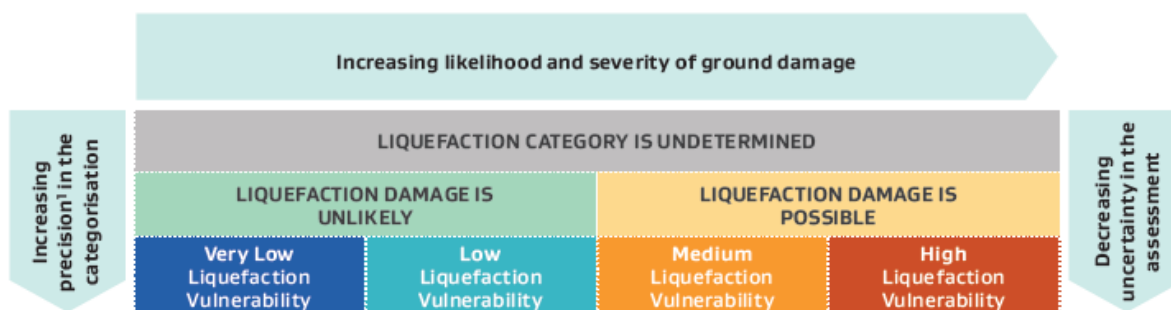 Increasing likelihood and severity of ground damage
Increasing
precision¹ in the
categorisation
LIQUEFACTION CATEGORY IS UNDETERMINED
LIQUEFACTION DAMAGE IS
UNLIKELY
LIQUEFACTION DAMAGE IS
POSSIBLE
Very Low
Liquefaction
Vulnerability
Low
Liquefaction
Vulnerability
Medium
Liquefaction
Vulnerability
High
Liquefaction
Vulnerability
Decreasing
uncertainty in the
assessment